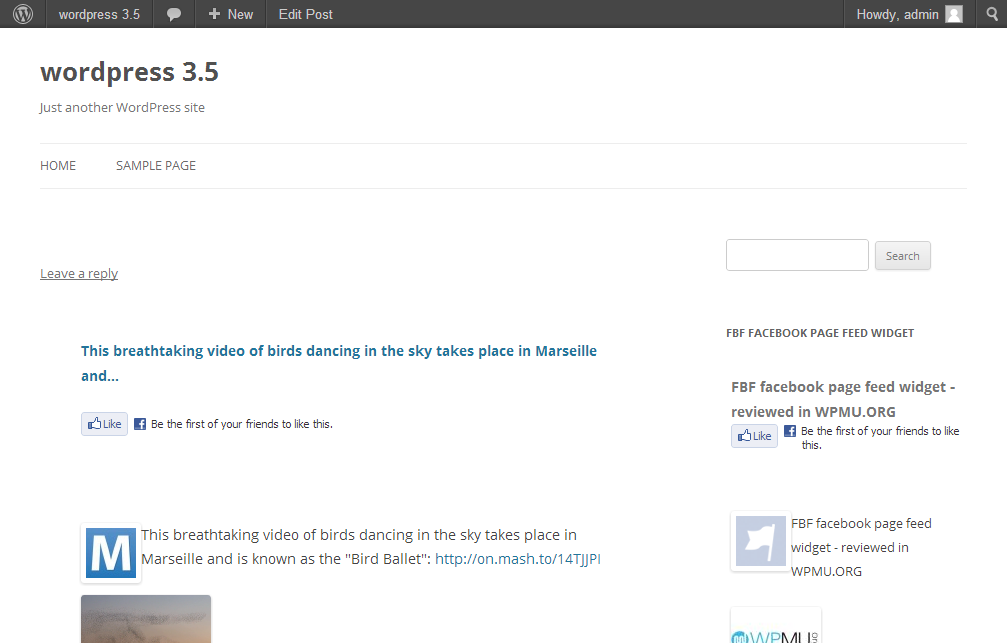 wordpress 3.5
New
Edit Post
Howdy, admin
wordpress 3.5
Just another WordPress site
HOME
SAMPLE PAGE
Search
Leave a reply
FBF FACEBOOK PAGE FEED WIDGET
This breathtaking video of birds dancing in the sky takes place in Marseille
and...
Like
Be the first of your friends to like this.
FBF facebook page feed widget -
reviewed in WPMU.ORG
Like
Be the first of your friends to like
this.
M
This breathtaking video of birds dancing in the sky takes place in
Marseille and is known as the "Bird Ballet": http://on.mash.to/14TJJPI
FBF facebook page feed
widget - reviewed in
WPMU.ORG
WPMU